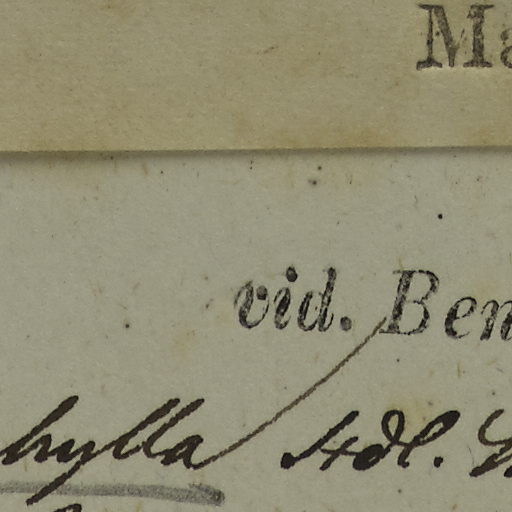 Ma
vid. Ben
hylla Hdl.